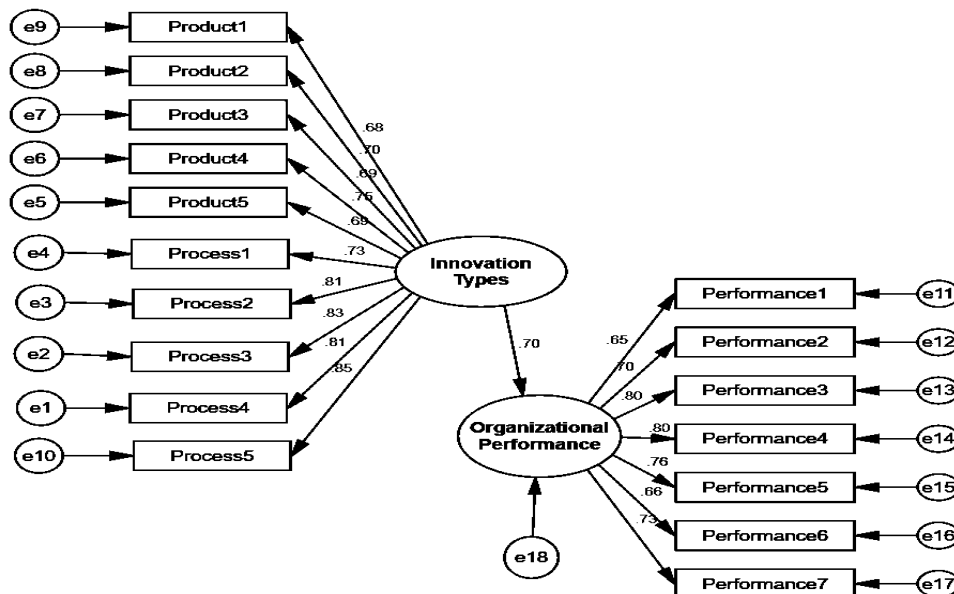 e9 Product1
e8 Product2
e7 Product3
e6 Product4
e5 Product5
e4 Process1
e3 Process2
e2 Process3
e1 Process4
e10 Process5
.68
.70
.69
.75
.69
.73
.81
.83
.81
.85
Innovation
Types
.70
Organizational
Performance
e18
.65
.70
.80
.80
.76
.66
.73
Performance1 e11
Performance2 e12
Performance3 e13
Performance4 e14
Performance5 e15
Performance6 e16
Performance7 e17